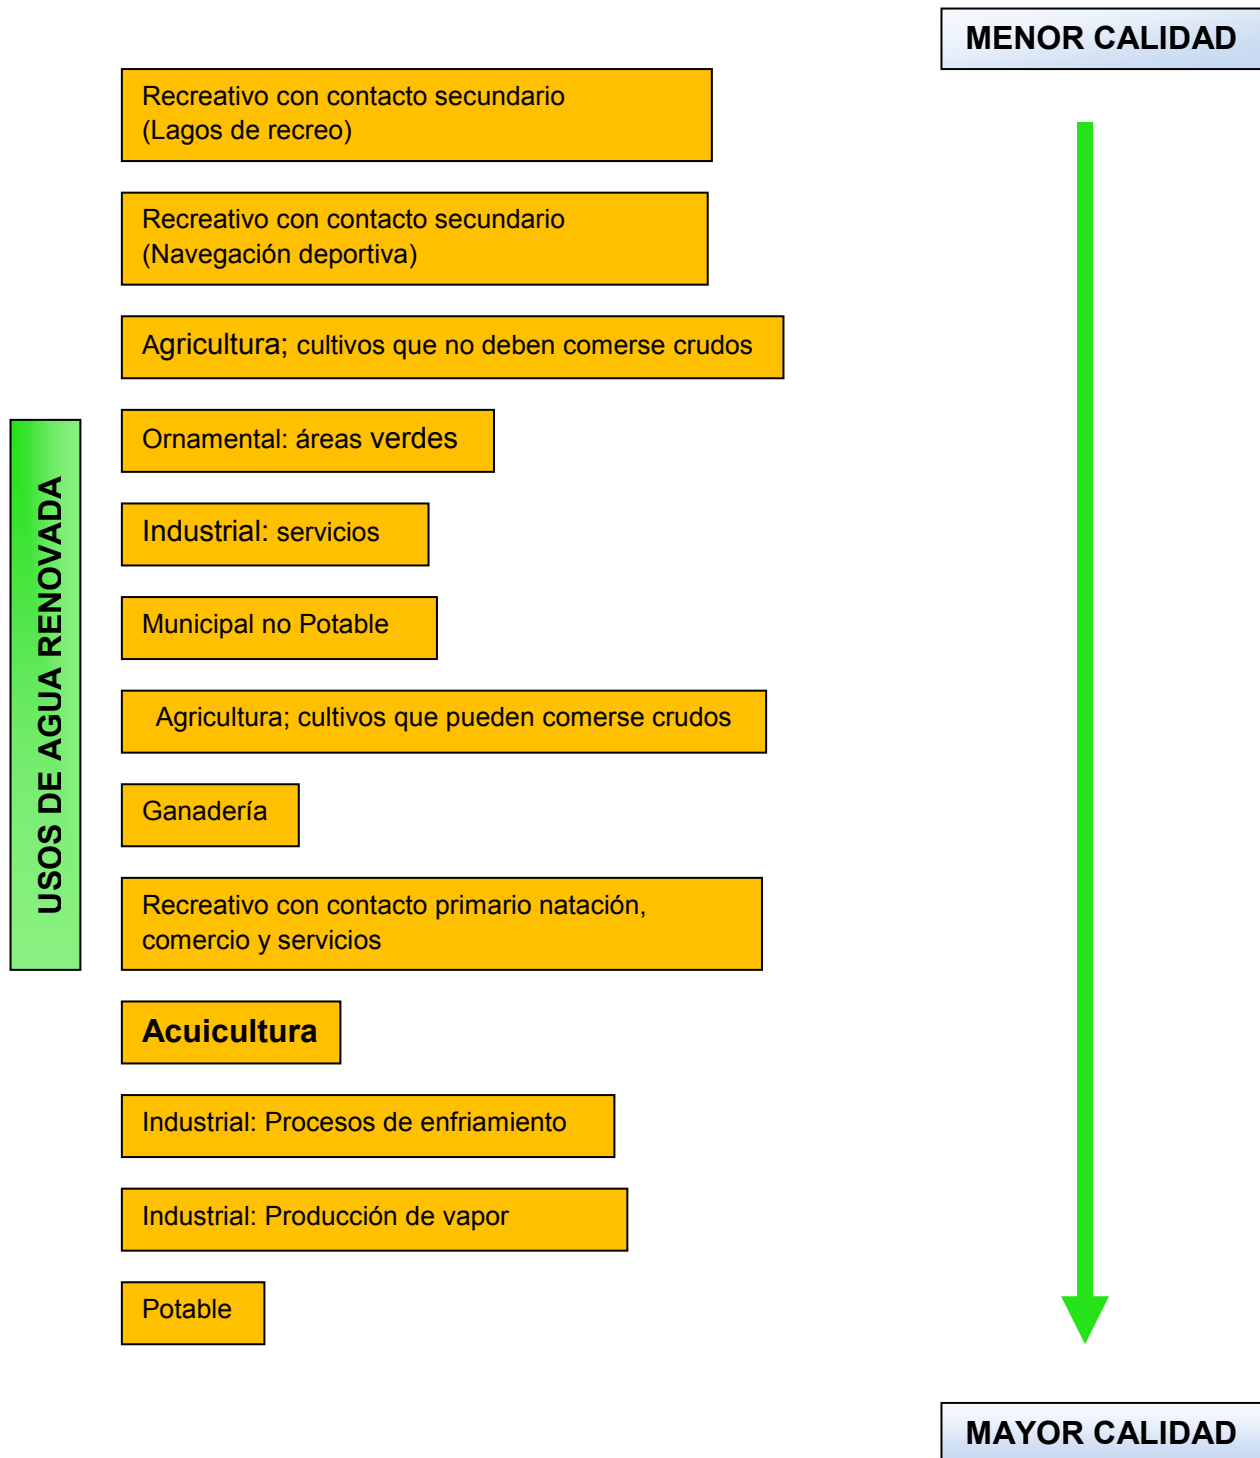 MENOR CALIDAD
Recreativo con contacto secundario
(Lagos de recreo)
Recreativo con contacto secundario
(Navegación deportiva)
Agricultura; cultivos que no deben comerse crudos
USOS DE AGUA RENOVADA
Ornamental: áreas verdes
Industrial: servicios
Municipal no Potable
Agricultura; cultivos que pueden comerse crudos
Ganadería
Recreativo con contacto primario natación,
comercio y servicios
Acuicultura
Industrial: Procesos de enfriamiento
Industrial: Producción de vapor
Potable
MAYOR CALIDAD